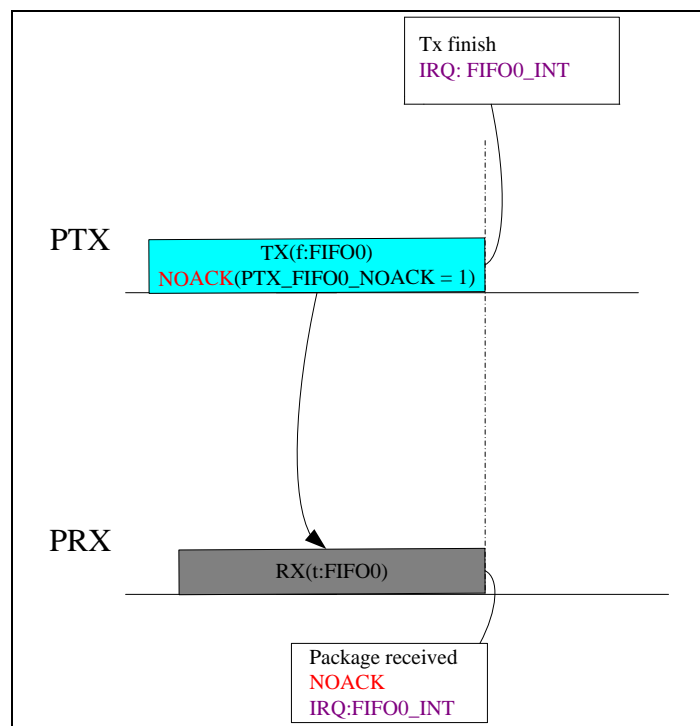 Tx finish
IRQ: FIFO0_INT
PTX
TX(f:FIFO0)
NOACK(PTX_FIFO0_NOACK = 1)
PRX
RX(t:FIFO0)
Package received
NOACK
IRQ:FIFO0_INT